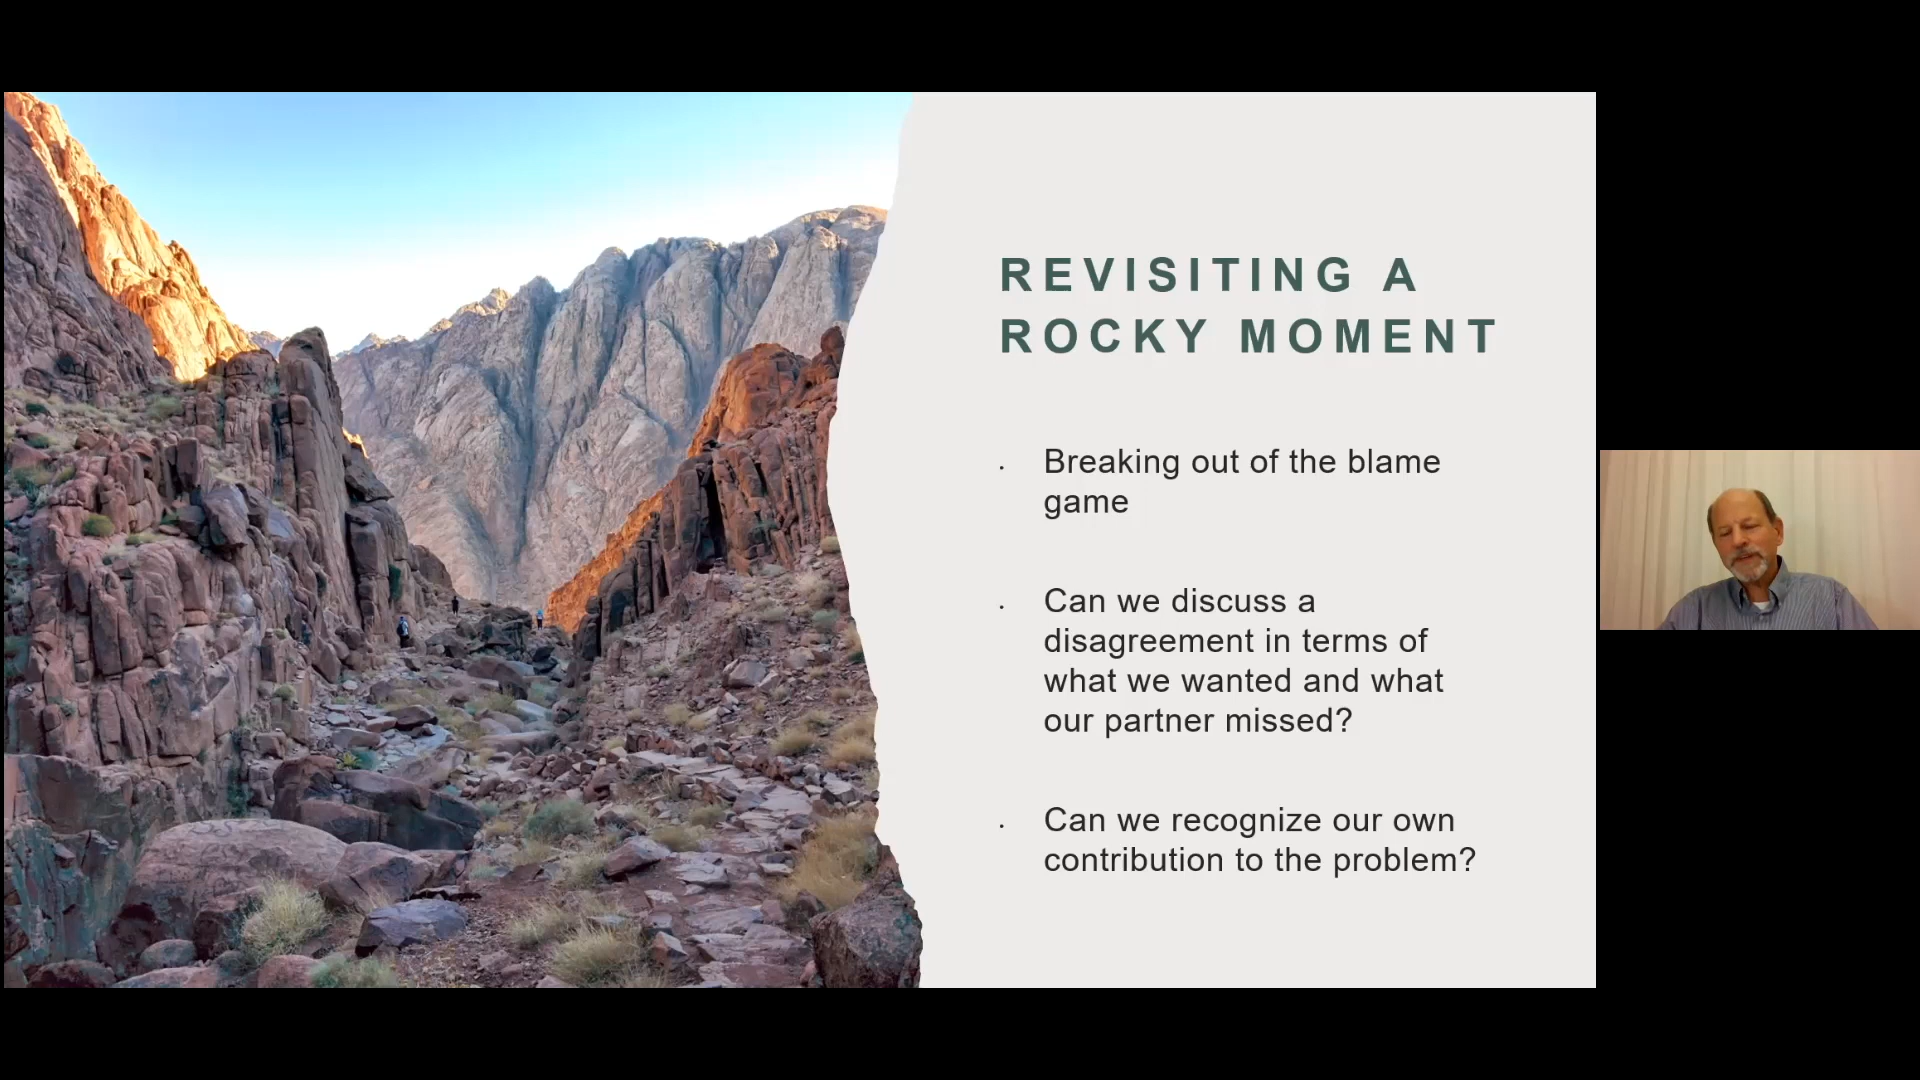 REVISITING A
ROCKY MOMENT
· Breaking out of the blame
game
· Can we discuss a
disagreement in terms of
what we wanted and what
our partner missed?
· Can we recognize our own
contribution to the problem?